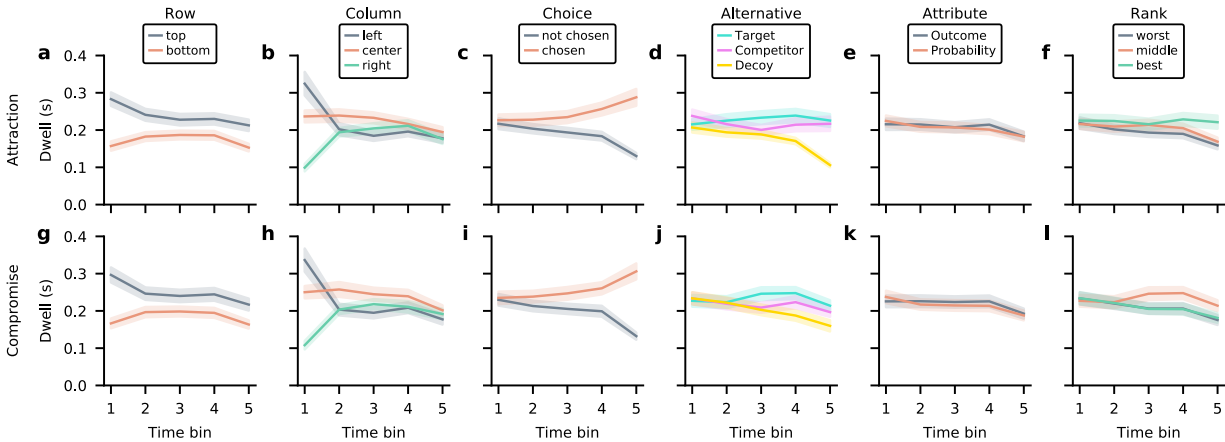 Row Column Choice Alternative Attribute Rank
top
bottom
left
center
right
not chosen
chosen
Target
Competitor
Decoy
Outcome
Probability
worst
middle
best
a b c d e f
Attraction
Dwell (s)
0.4
0.3
0.2
0.1
0.0
g h i j k l
Compromise
Dwell (s)
0.4
0.3
0.2
0.1
0.0
1 2 3 4 5 1 2 3 4 5 1 2 3 4 5 1 2 3 4 5 1 2 3 4 5 1 2 3 4 5
Time bin Time bin Time bin Time bin Time bin Time bin